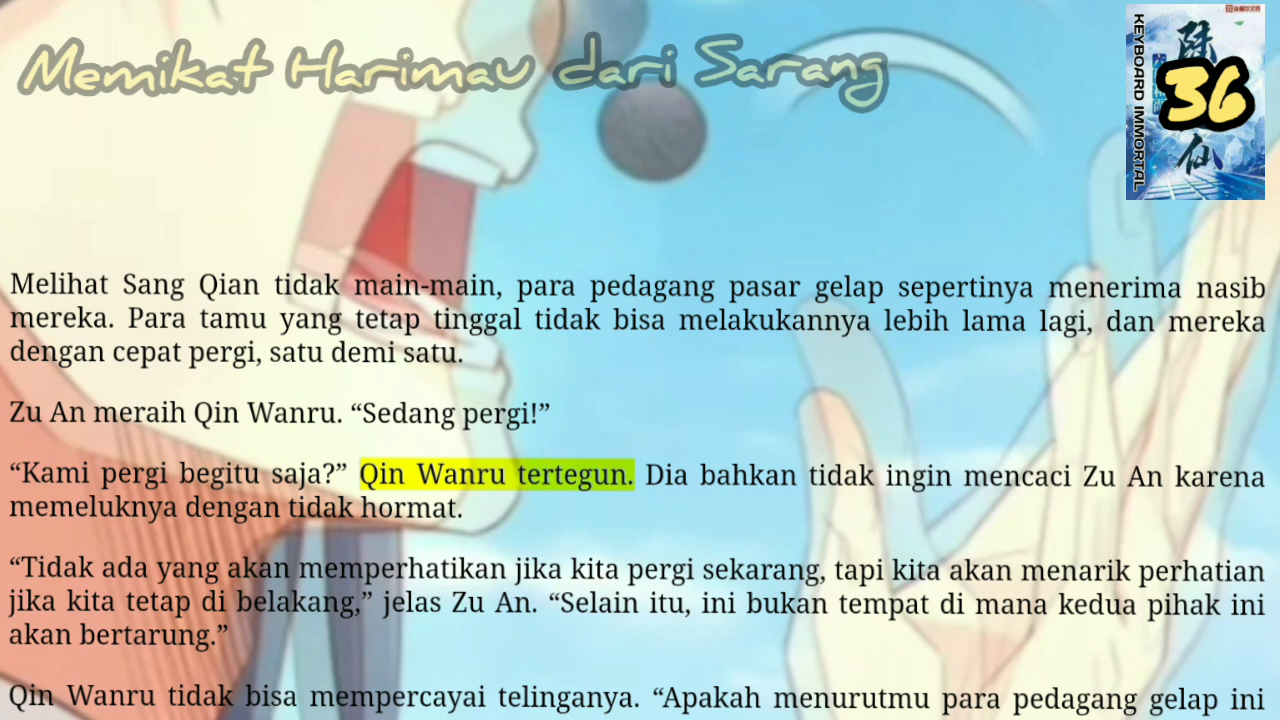 Memikat Harimau dari Sarang
KEYBOARD IMMORTAL
36
仙
Melihat Sang Qian tidak main-main, para pedagang pasar gelap sepertinya menerima nasib
mereka. Para tamu yang tetap tinggal tidak bisa melakukannya lebih lama lagi, dan mereka
dengan cepat pergi, satu demi satu.
Zu An meraih Qin Wanru. “Sedang pergi!”
“Kami pergi begitu saja?” Qin Wanru tertegun. Dia bahkan tidak ingin mencaci Zu An karena
memeluknya dengan tidak hormat.
“Tidak ada yang akan memperhatikan jika kita pergi sekarang, tapi kita akan menarik perhatian
jika kita tetap di belakang,” jelas Zu An. “Selain itu, ini bukan tempat di mana kedua pihak ini
akan bertarung.”
Qin Wanru tidak bisa mempercayai telinganya. “Apakah menurutmu para pedagang gelap ini